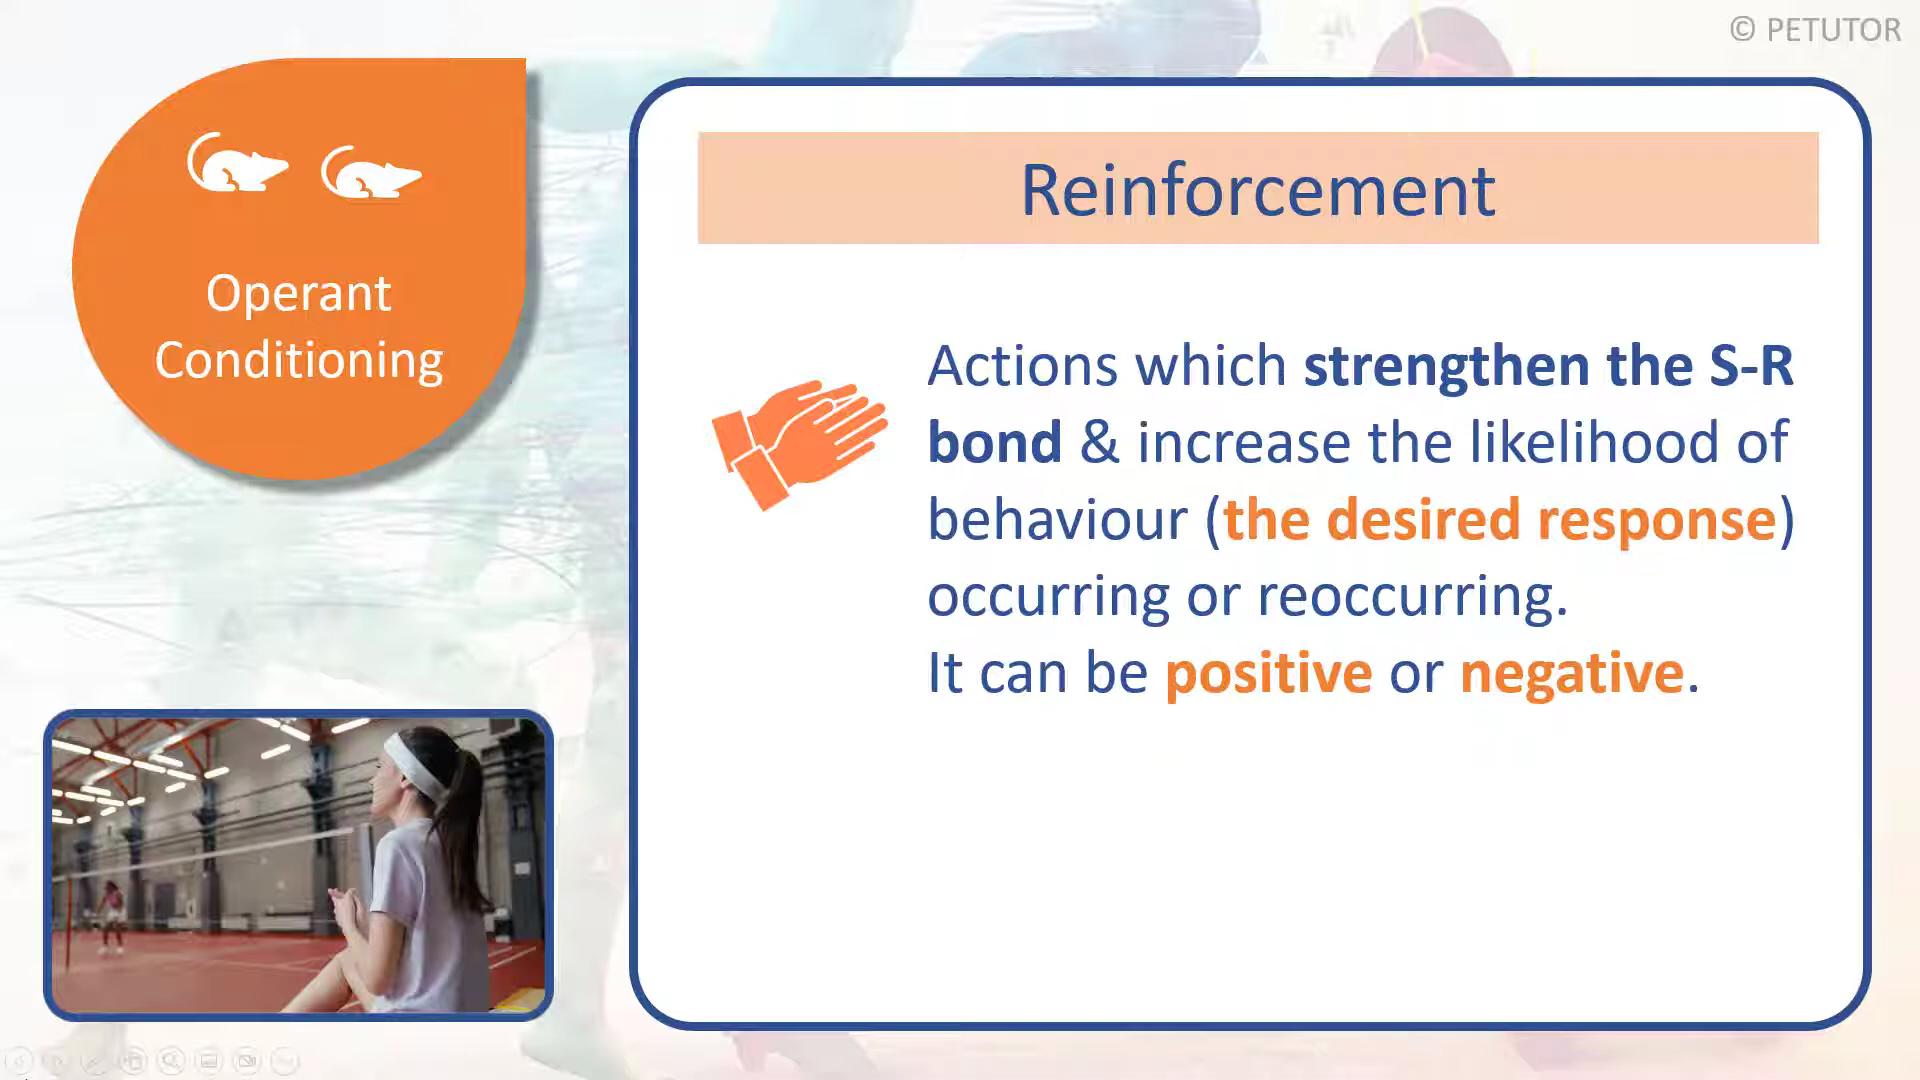 © PETUTOR
Operant
Conditioning
Reinforcement
Actions which strengthen the S-R
bond & increase the likelihood of
behaviour (the desired response)
occurring or reoccurring.
It can be positive or negative.